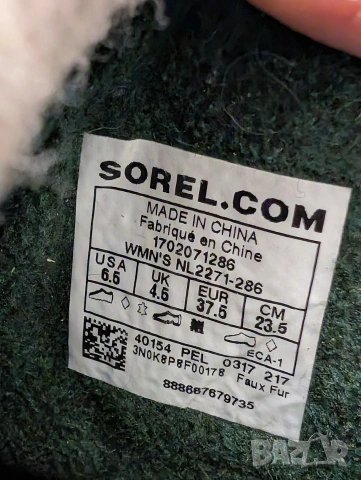 SOREL.COM
MADE IN CHINA
Fabriqué en Chine
1702071286
WMN'S NL2271-286
USA UK EUR CM
6.5 4.5 37.5 23.5
ECA-1
40154 PEL 0317 217
3N0K8P8F00178 Faux Fur
888667679735
BAZAR